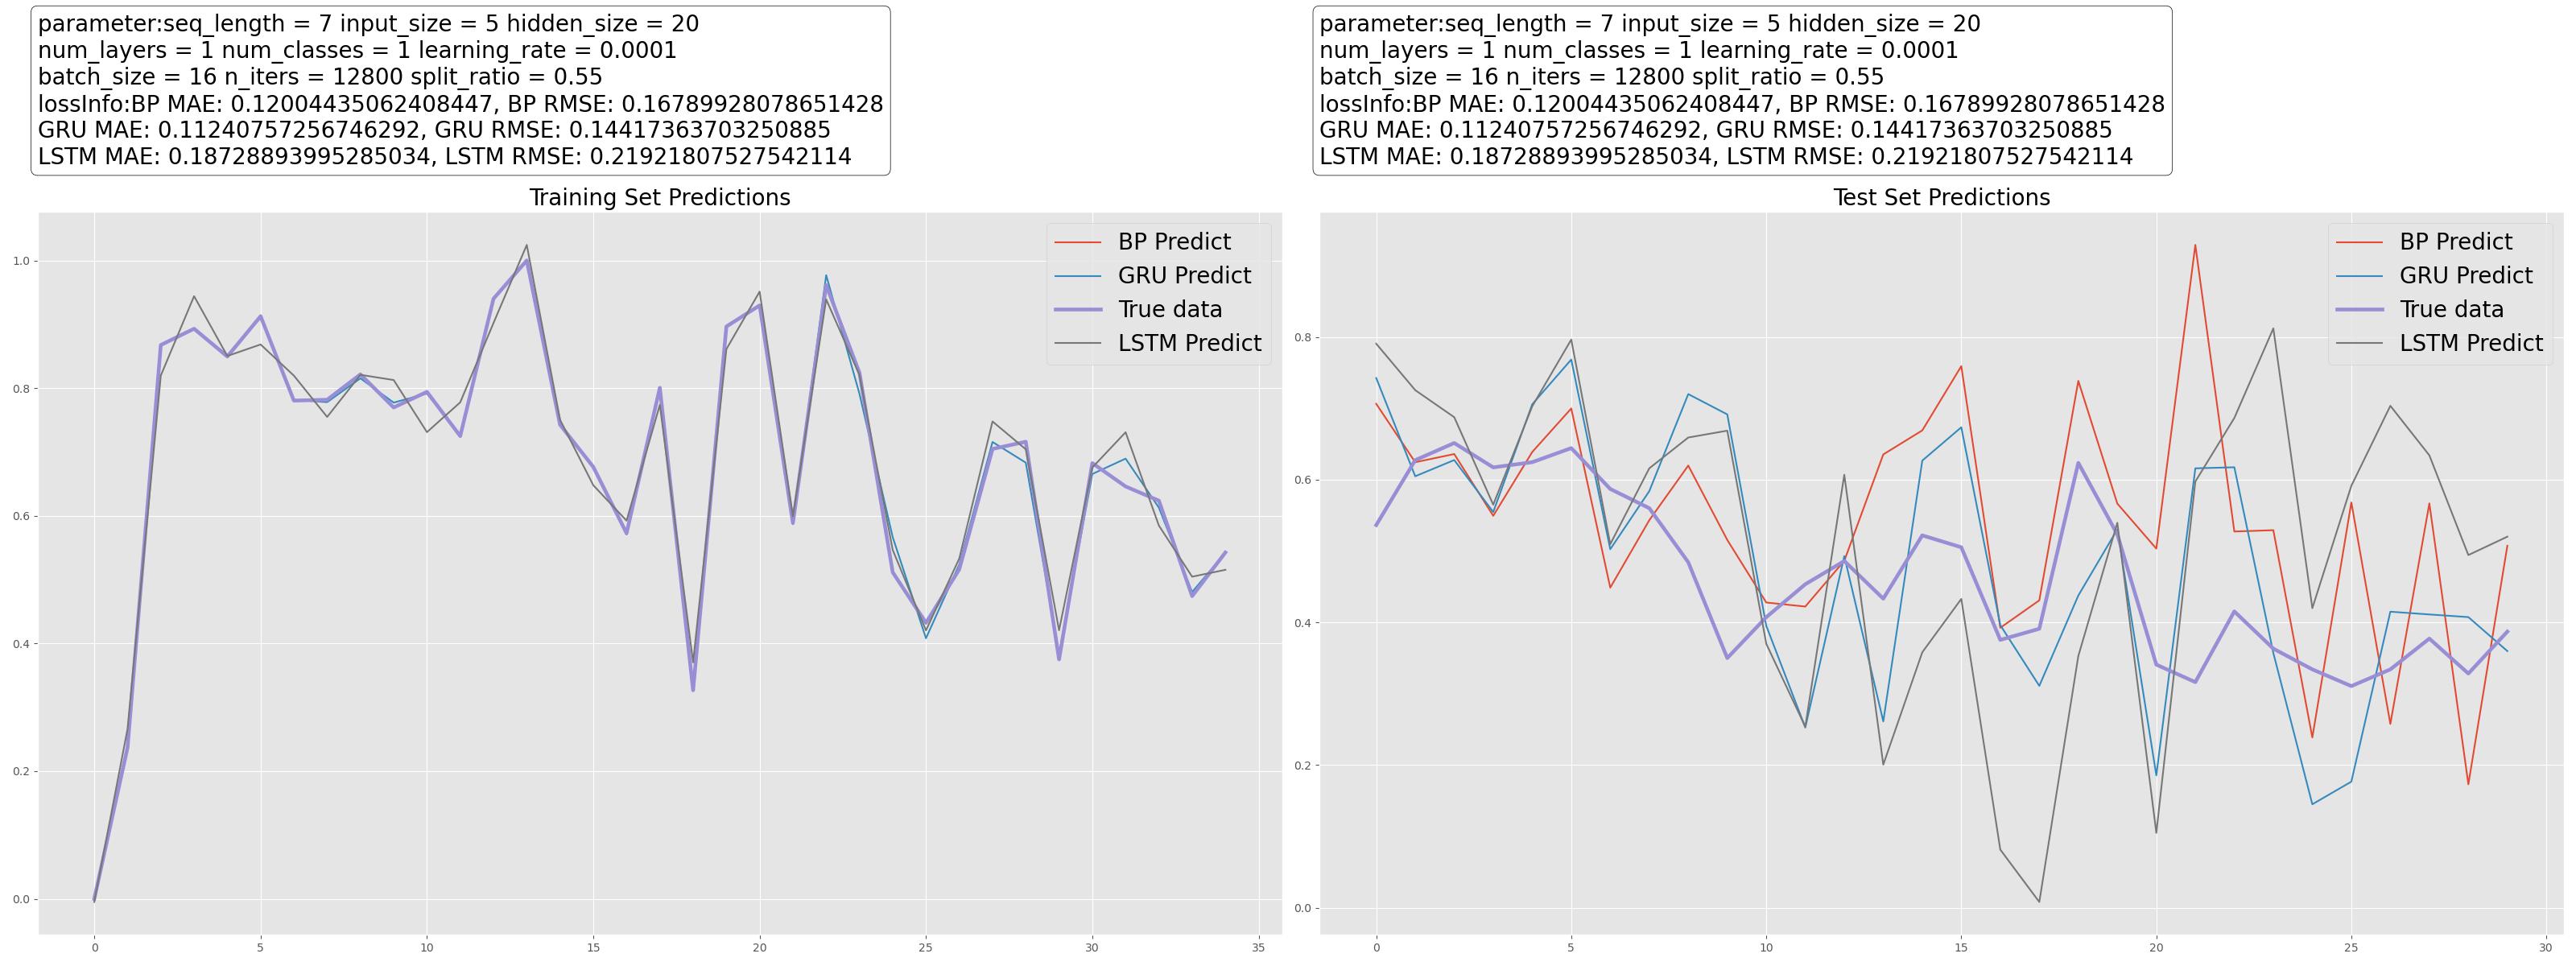 parameter:seq_length = 7 input_size = 5 hidden_size = 20
num_layers = 1 num_classes = 1 learning_rate = 0.0001
batch_size = 16 n_iters = 12800 split_ratio = 0.55
lossInfo:BP MAE: 0.12004435062408447, BP RMSE: 0.16789928078651428
GRU MAE: 0.11240757256746292, GRU RMSE: 0.14417363703250885
LSTM MAE: 0.18728893995285034, LSTM RMSE: 0.21921807527542114
Training Set Predictions
BP Predict
GRU Predict
True data
LSTM Predict
1.0
0.8
0.6
0.4
0.2
0.0
0 5 10 15 20 25 30 35
parameter:seq_length = 7 input_size = 5 hidden_size = 20
num_layers = 1 num_classes = 1 learning_rate = 0.0001
batch_size = 16 n_iters = 12800 split_ratio = 0.55
lossInfo:BP MAE: 0.12004435062408447, BP RMSE: 0.16789928078651428
GRU MAE: 0.11240757256746292, GRU RMSE: 0.14417363703250885
LSTM MAE: 0.18728893995285034, LSTM RMSE: 0.21921807527542114
Test Set Predictions
BP Predict
GRU Predict
True data
LSTM Predict
0.8
0.6
0.4
0.2
0.0
0 5 10 15 20 25 30